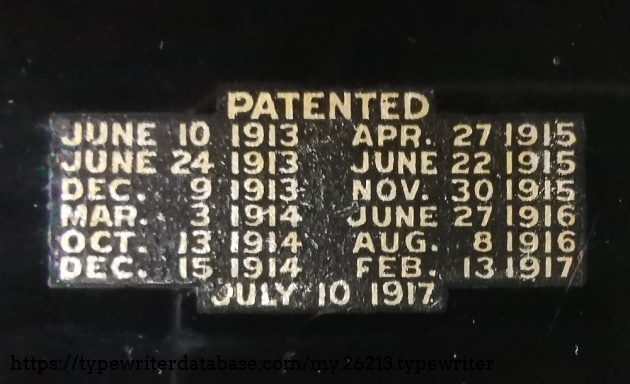 PATENTED
JUNE 10 1913 APR. 27 1915
JUNE 24 1913 JUNE 22 1915
DEC. 9 1913 NOV. 30 1915
MAR. 3 1914 JUNE 27 1916
OCT. 13 1914 AUG. 8 1916
DEC. 15 1914 FEB. 13 1917
JULY 10 1917
https://typewriterdatabase.com/my.26213.typewriter